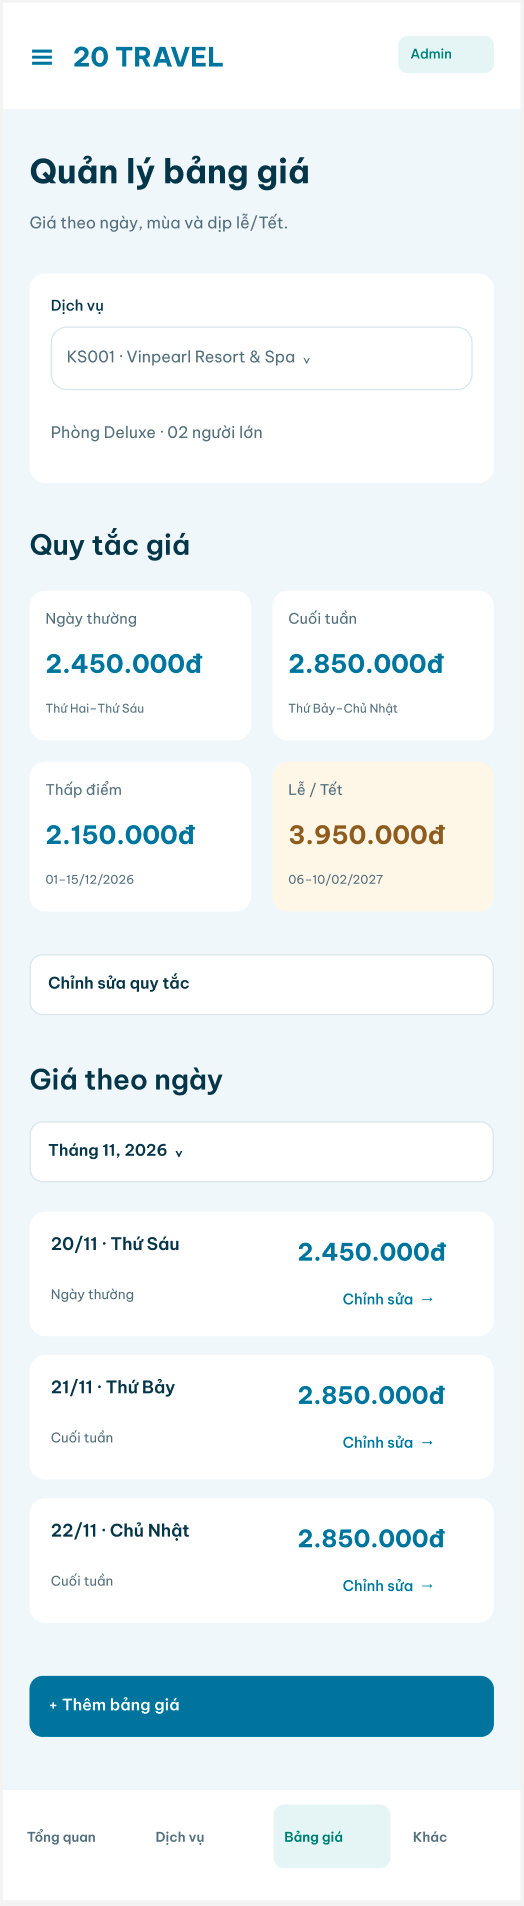 20 TRAVEL
Admin
Quản lý bảng giá
Giá theo ngày, mùa và dịp lễ/Tết.
Dịch vụ
KS001 · Vinpearl Resort & Spa ˅
Phòng Deluxe · 02 người lớn
Quy tắc giá
Ngày thường
2.450.000đ
Thứ Hai–Thứ Sáu
Cuối tuần
2.850.000đ
Thứ Bảy–Chủ Nhật
Thấp điểm
2.150.000đ
01–15/12/2026
Lễ / Tết
3.950.000đ
06–10/02/2027
Chỉnh sửa quy tắc
Giá theo ngày
Tháng 11, 2026 ˅
20/11 · Thứ Sáu
2.450.000đ
Ngày thường
Chỉnh sửa →
21/11 · Thứ Bảy
2.850.000đ
Cuối tuần
Chỉnh sửa →
22/11 · Chủ Nhật
2.850.000đ
Cuối tuần
Chỉnh sửa →
+ Thêm bảng giá
Tổng quan
Dịch vụ
Bảng giá
Khác